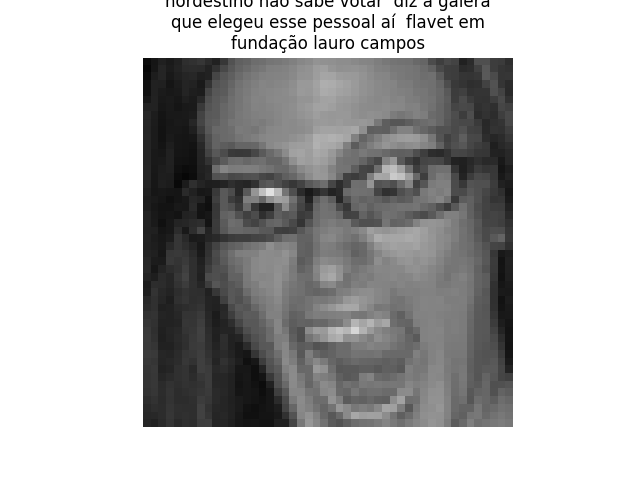 nordestino não sabe votar  diz a galera
que elegeu esse pessoal aí  flavet em
fundação lauro campos